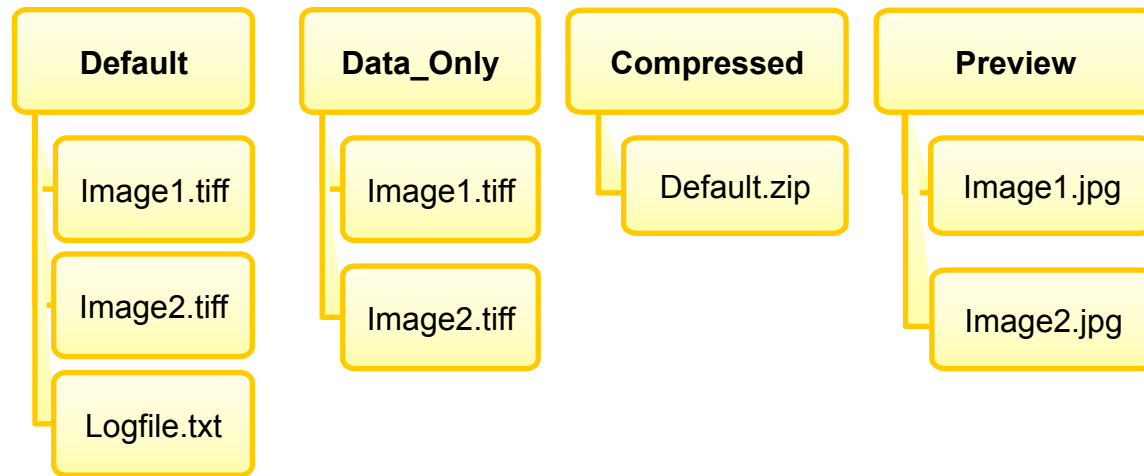 Default
Image1.tiff
Image2.tiff
Logfile.txt
Data_Only
Image1.tiff
Image2.tiff
Compressed
Default.zip
Preview
Image1.jpg
Image2.jpg